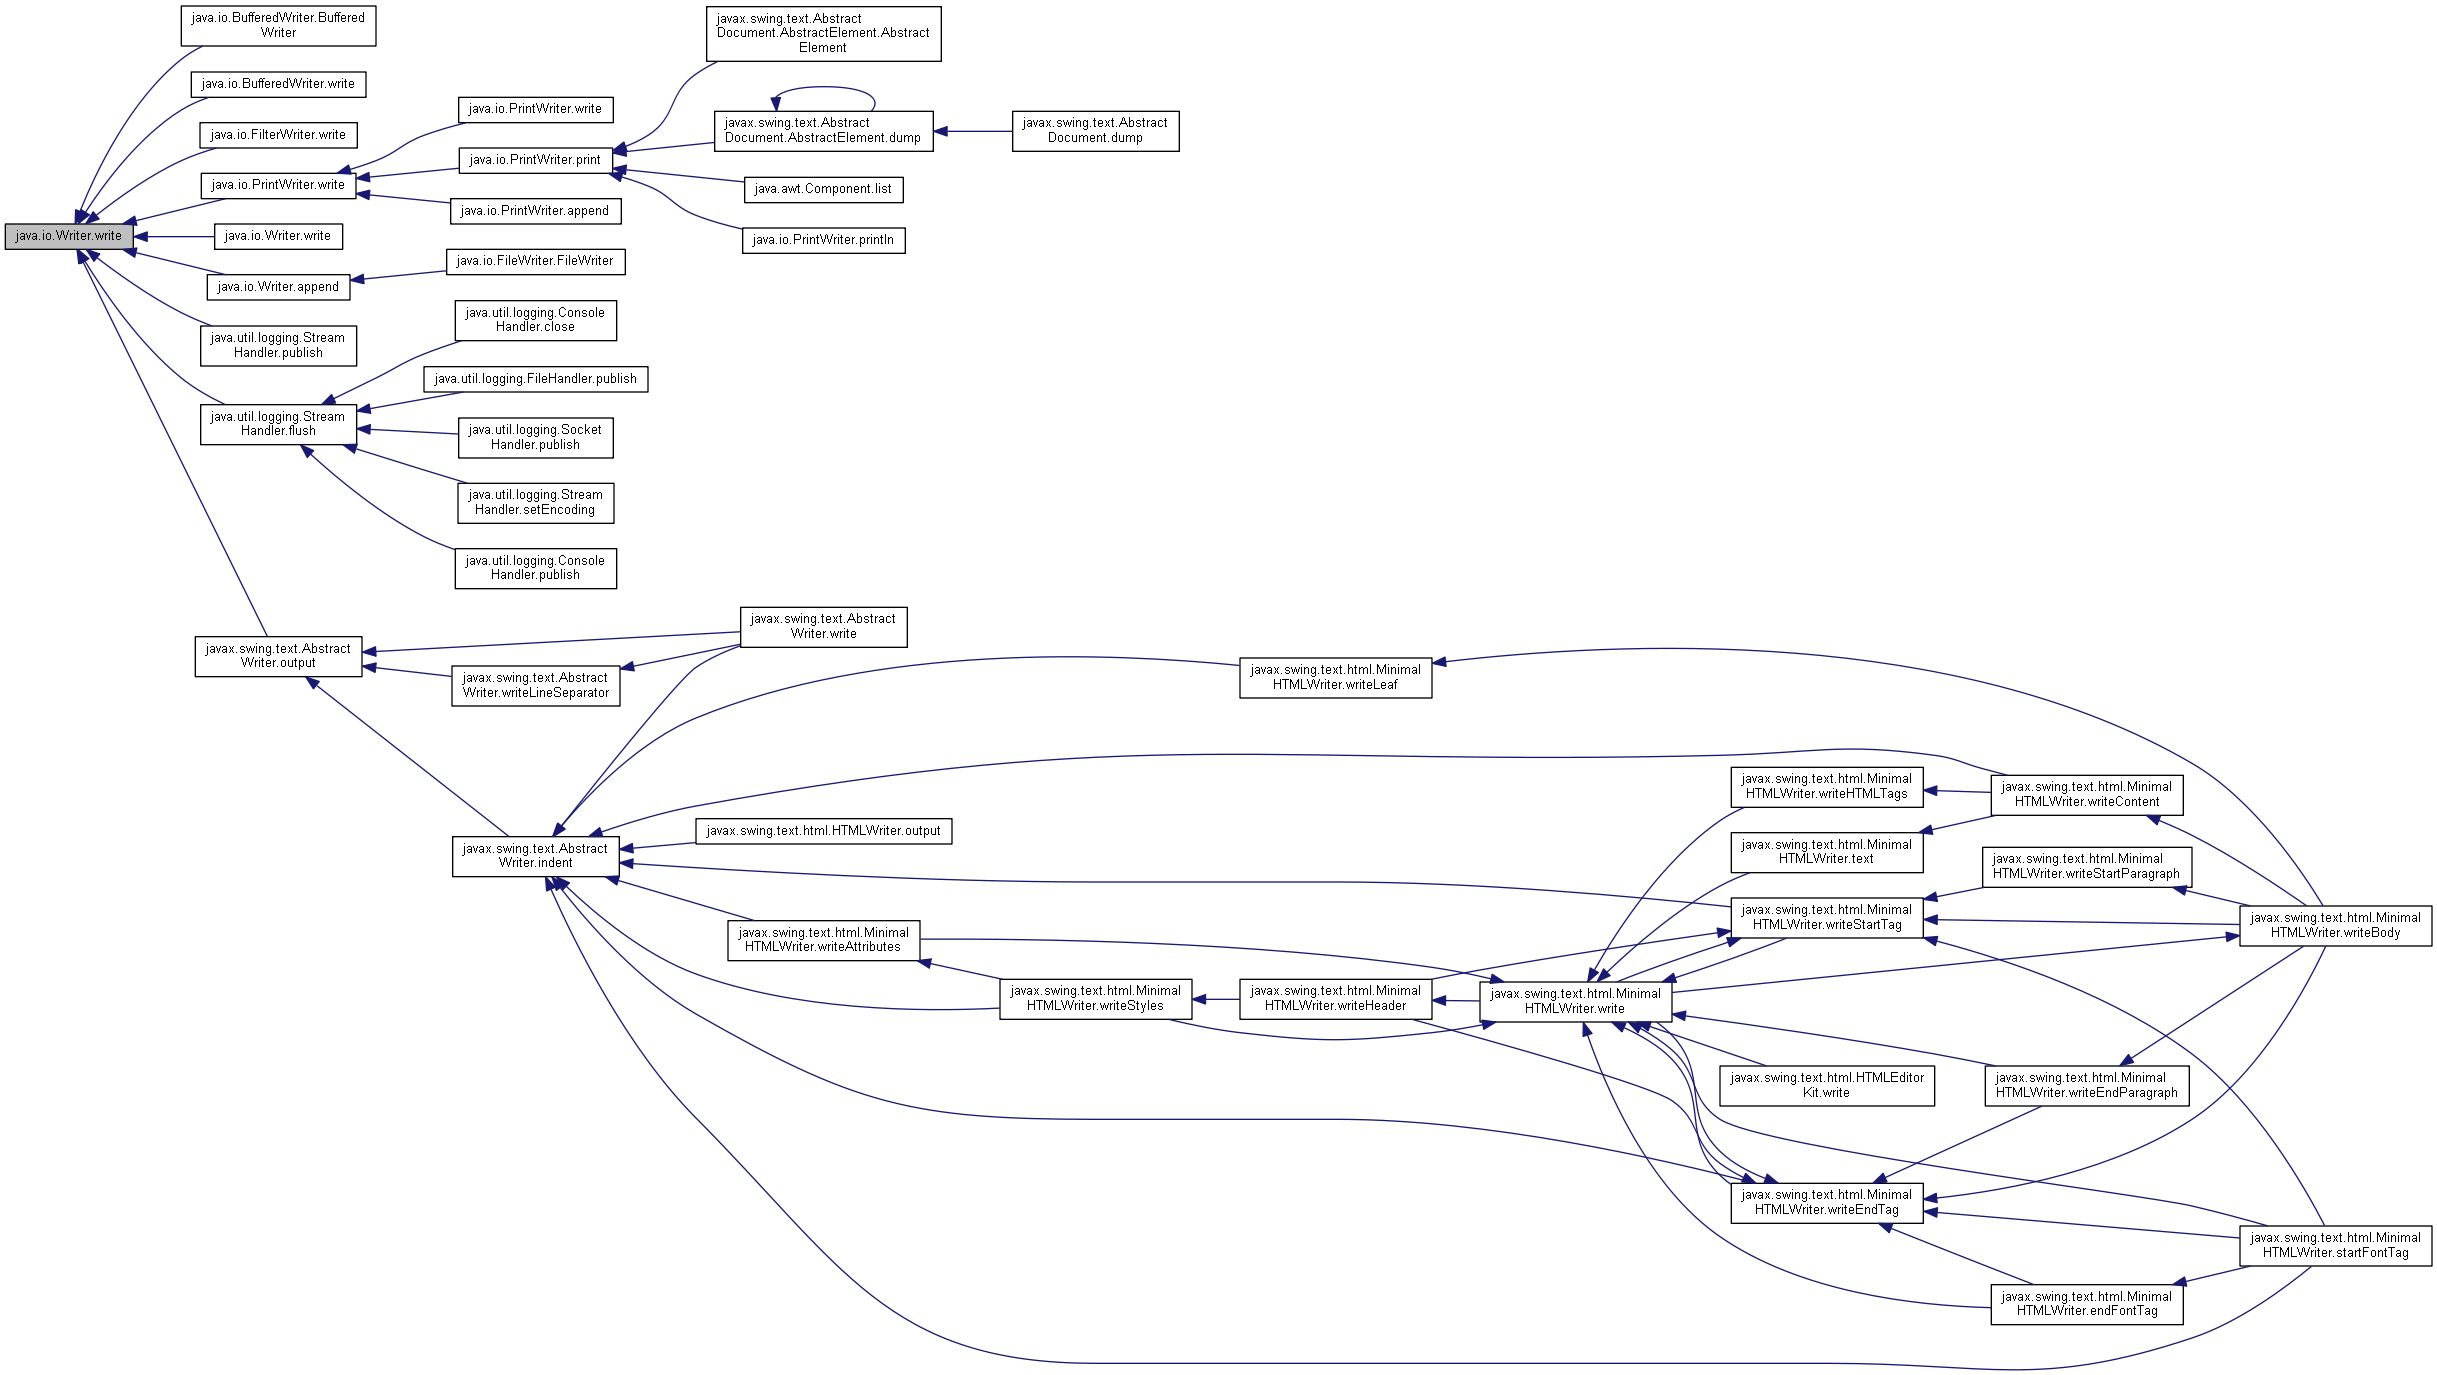 java.io.BufferedWriter.Buffered
Writer
java.io.BufferedWriter.write
java.io.FilterWriter.write
java.io.PrintWriter.write
java.io.Writer.write
java.io.Writer.write
java.io.Writer.append
java.util.logging.Stream
Handler.publish
java.util.logging.Stream
Handler.flush
javax.swing.text.Abstract
Writer.output
java.io.PrintWriter.write
java.io.PrintWriter.print
java.io.PrintWriter.append
java.io.FileWriter.FileWriter
java.util.logging.Console
Handler.close
java.util.logging.FileHandler.publish
java.util.logging.Socket
Handler.publish
java.util.logging.Stream
Handler.setEncoding
java.util.logging.Console
Handler.publish
javax.swing.text.Abstract
Writer.writeLineSeparator
javax.swing.text.Abstract
Writer.indent
javax.swing.text.Abstract
Document.AbstractElement.Abstract
Element
javax.swing.text.Abstract
Document.AbstractElement.dump
javax.swing.text.Abstract
Document.dump
java.awt.Component.list
java.io.PrintWriter.println
javax.swing.text.Abstract
Writer.write
javax.swing.text.html.HTMLWriter.output
javax.swing.text.html.Minimal
HTMLWriter.writeAttributes
javax.swing.text.html.Minimal
HTMLWriter.writeStyles
javax.swing.text.html.Minimal
HTMLWriter.writeLeaf
javax.swing.text.html.Minimal
HTMLWriter.writeHeader
javax.swing.text.html.Minimal
HTMLWriter.write
javax.swing.text.html.Minimal
HTMLWriter.writeHTMLTags
javax.swing.text.html.Minimal
HTMLWriter.text
javax.swing.text.html.Minimal
HTMLWriter.writeStartTag
javax.swing.text.html.HTMLEditor
Kit.write
javax.swing.text.html.Minimal
HTMLWriter.writeEndTag
javax.swing.text.html.Minimal
HTMLWriter.writeContent
javax.swing.text.html.Minimal
HTMLWriter.writeStartParagraph
javax.swing.text.html.Minimal
HTMLWriter.writeEndParagraph
javax.swing.text.html.Minimal
HTMLWriter.endFontTag
javax.swing.text.html.Minimal
HTMLWriter.writeBody
javax.swing.text.html.Minimal
HTMLWriter.startFontTag